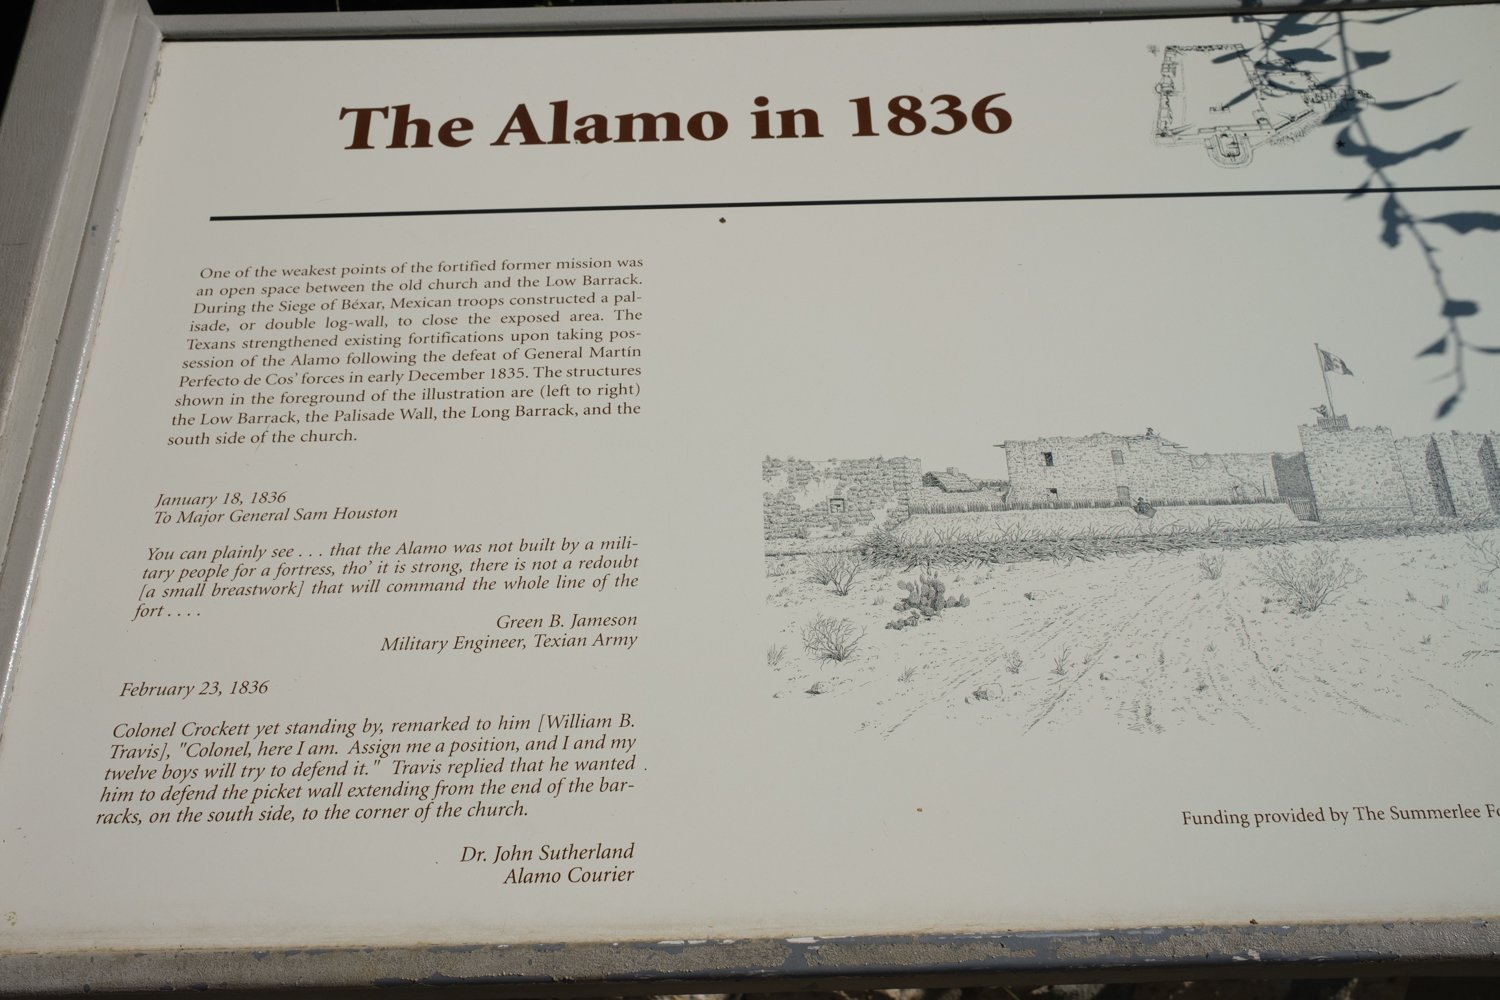 The Alamo in 1836
One of the weakest points of the fortified former mission was
an open space between the old church and the Low Barrack.
During the Siege of Béxar, Mexican troops constructed a pal-
isade, or double log-wall, to close the exposed area. The
Texans strengthened existing fortifications upon taking pos-
session of the Alamo following the defeat of General Martín
Perfecto de Cos' forces in early December 1835. The structures
shown in the foreground of the illustration are (left to right)
the Low Barrack, the Palisade Wall, the Long Barrack, and the
south side of the church.
January 18, 1836
To Major General Sam Houston
You can plainly see . . . that the Alamo was not built by a mili-
tary people for a fortress, tho' it is strong, there is not a redoubt
[a small breastwork] that will command the whole line of the
fort . . . .
Green B. Jameson
Military Engineer, Texian Army
February 23, 1836
Colonel Crockett yet standing by, remarked to him [William B.
Travis], "Colonel, here I am. Assign me a position, and I and my
twelve boys will try to defend it." Travis replied that he wanted
him to defend the picket wall extending from the end of the bar-
racks, on the south side, to the corner of the church.
Dr. John Sutherland
Alamo Courier
Funding provided by The Summerlee